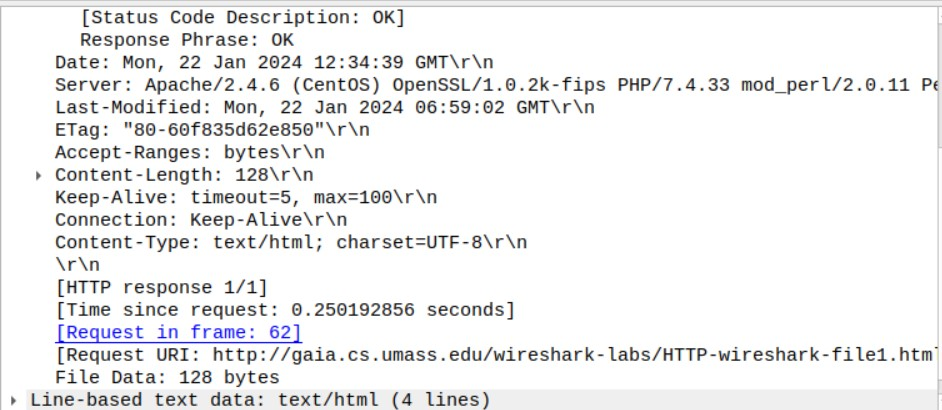 [Status Code Description: OK]
Response Phrase: OK
Date: Mon, 22 Jan 2024 12:34:39 GMT\r\n
Server: Apache/2.4.6 (CentOS) OpenSSL/1.0.2k-fips PHP/7.4.33 mod_perl/2.0.11 Pe
Last-Modified: Mon, 22 Jan 2024 06:59:02 GMT\r\n
ETag: "80-60f835d62e850"\r\n
Accept-Ranges: bytes\r\n
Content-Length: 128\r\n
Keep-Alive: timeout=5, max=100\r\n
Connection: Keep-Alive\r\n
Content-Type: text/html; charset=UTF-8\r\n
\r\n
[HTTP response 1/1]
[Time since request: 0.250192856 seconds]
[Request in frame: 62]
[Request URI: http://gaia.cs.umass.edu/wireshark-labs/HTTP-wireshark-file1.html
File Data: 128 bytes
Line-based text data: text/html (4 lines)